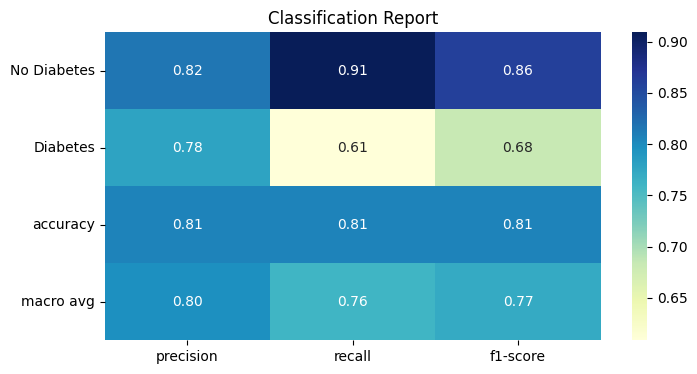 Classification Report
No Diabetes 0.82 0.91 0.86
Diabetes 0.78 0.61 0.68
accuracy 0.81 0.81 0.81
macro avg 0.80 0.76 0.77
precision recall f1-score
0.90
0.85
0.80
0.75
0.70
0.65